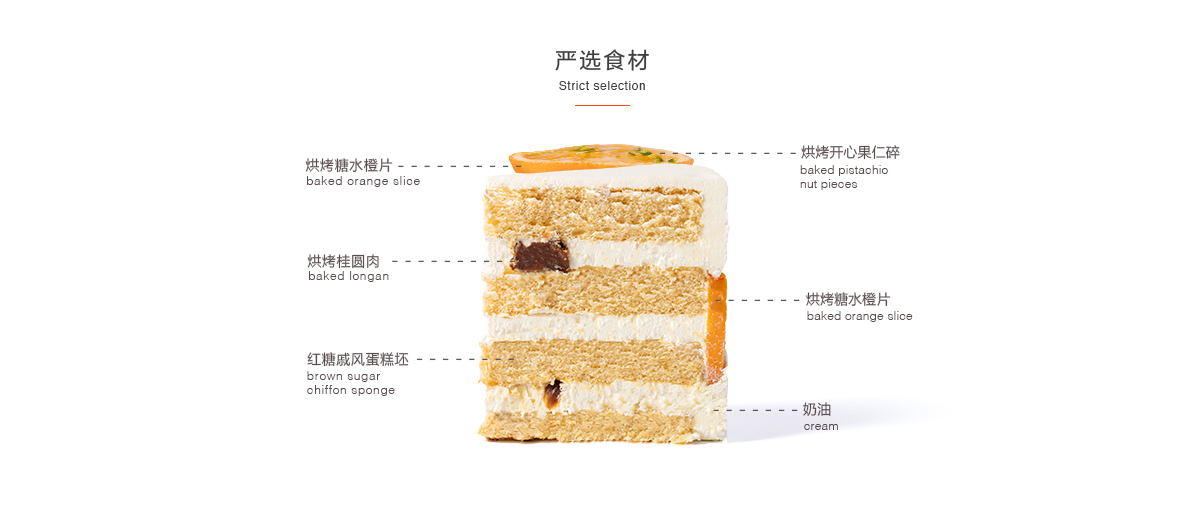 严选食材
Strict selection
烘烤糖水橙片
baked orange slice
烘烤开心果仁碎
baked pistachio
nut pieces
烘烤桂圆肉
baked longan
烘烤糖水橙片
baked orange slice
红糖戚风蛋糕坯
brown sugar
chiffon sponge
奶油
cream